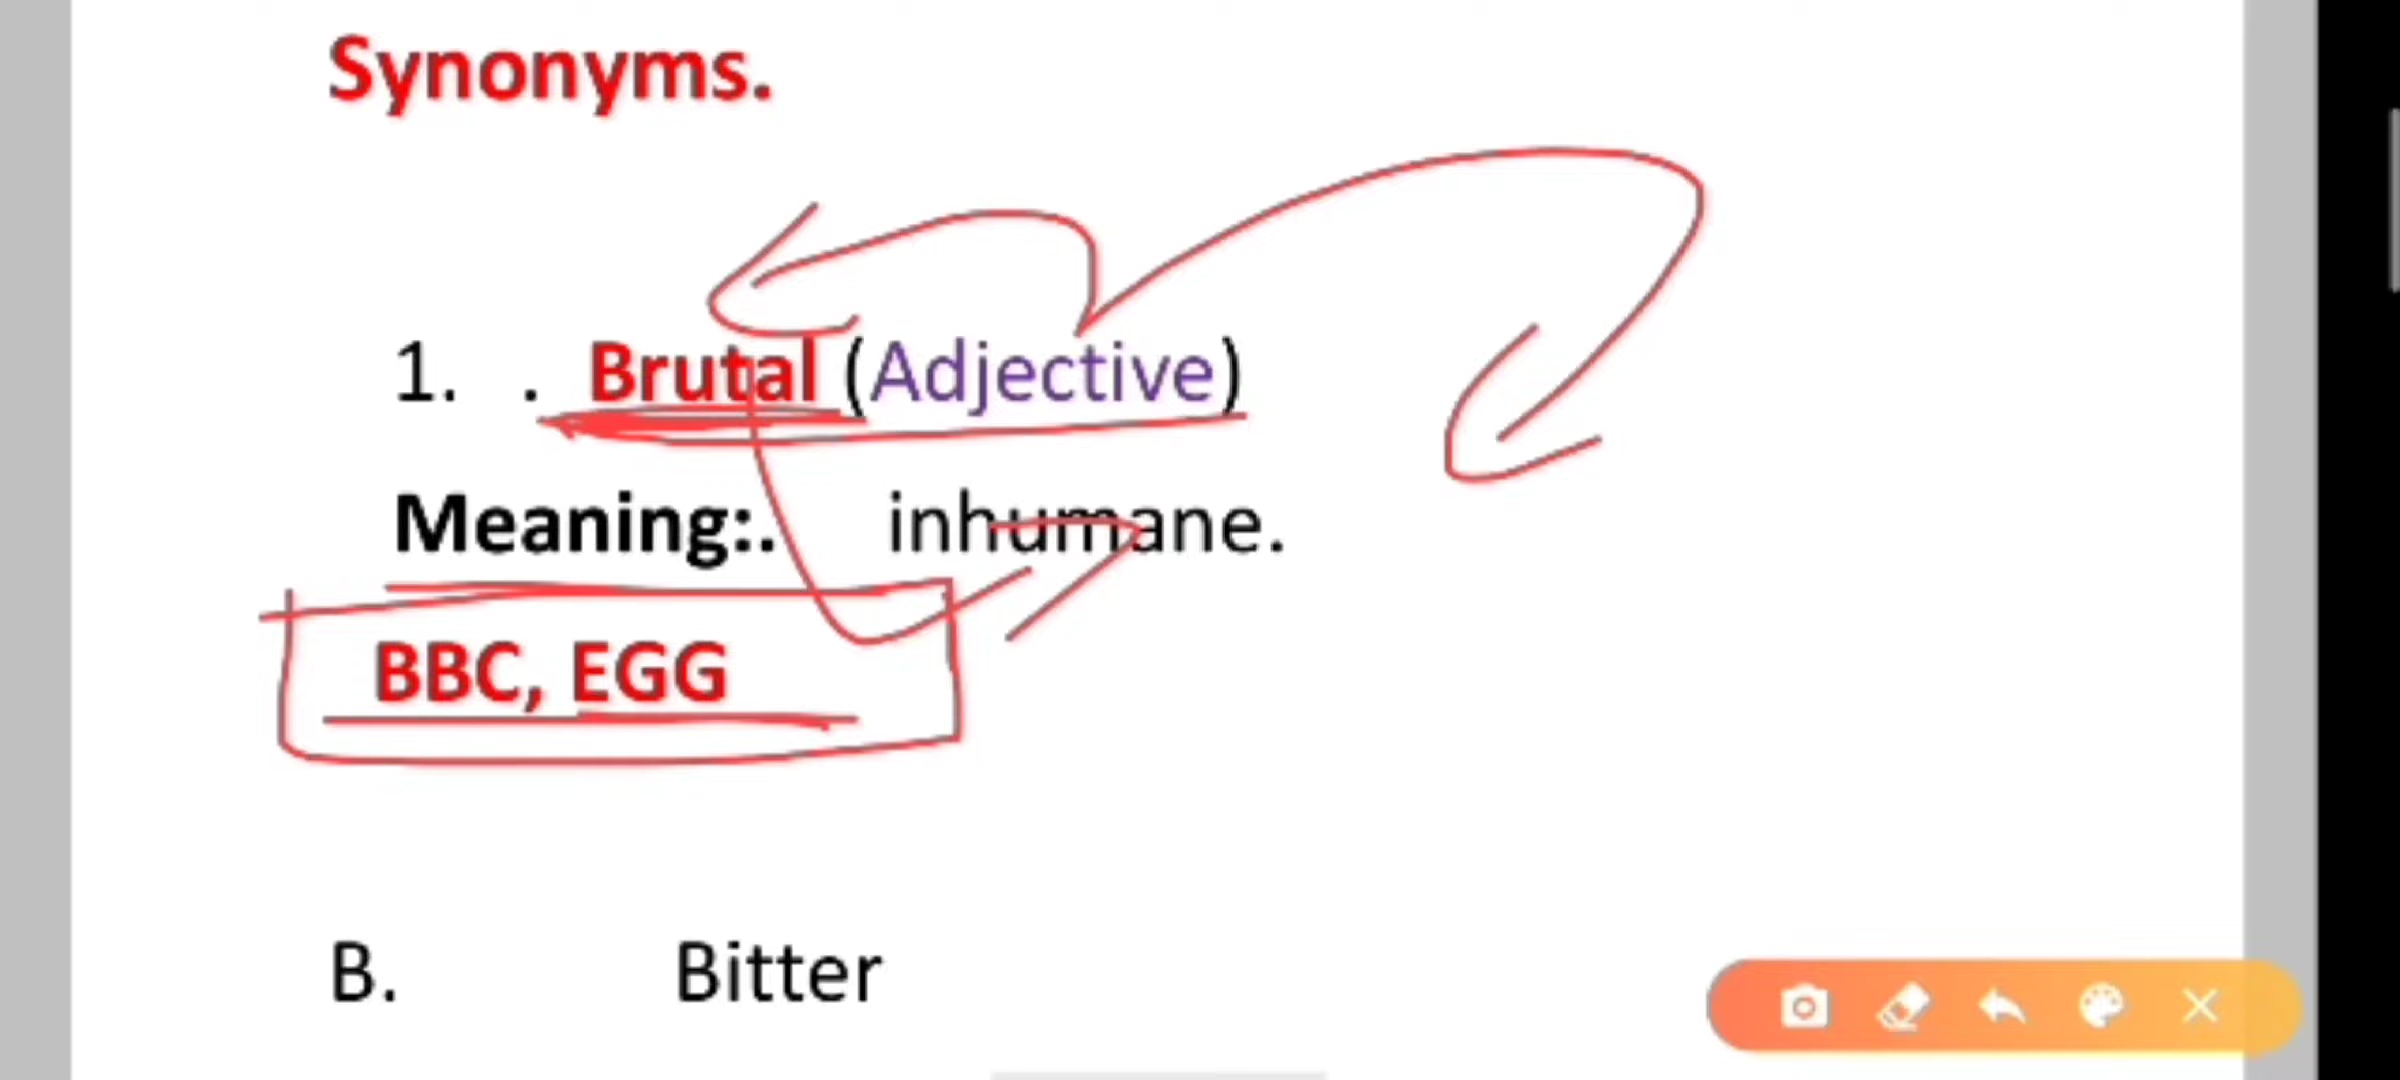 Synonyms.
1. . Brutal (Adjective)
Meaning:. inhumane.
BBC, EGG
B. Bitter